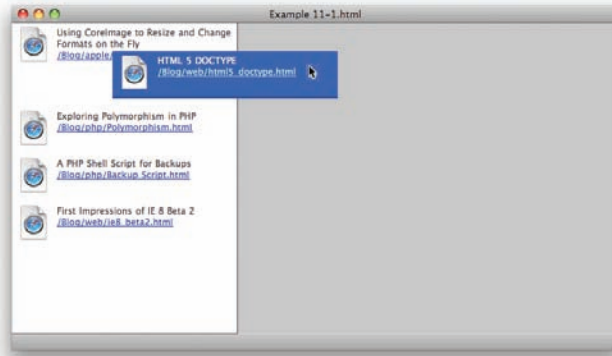 Example 11-1.html
Using CoreImage to Resize and Change
Formats on the Fly
/Blog/apple/
HTML 5 DOCTYPE
/Blog/web/html5_doctype.html
Exploring Polymorphism in PHP
/Blog/php/Polymorphism.html
A PHP Shell Script for Backups
/Blog/php/Backup Script.html
First Impressions of IE 8 Beta 2
/Blog/web/ie8_beta2.html